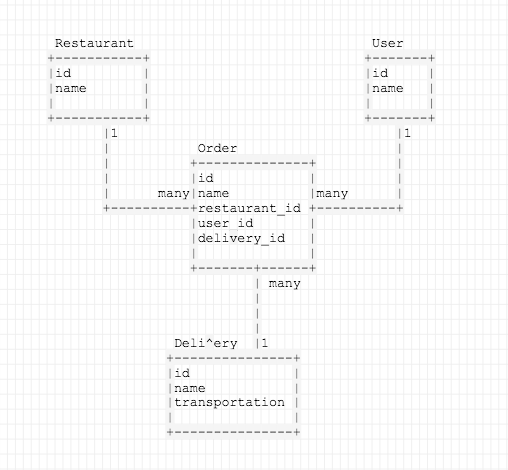 Restaurant
id
name
User
id
name
1
1
Order
id
many name many
restaurant_id
user id
delivery_id
many
Deli^ery 1
id
name
transportation